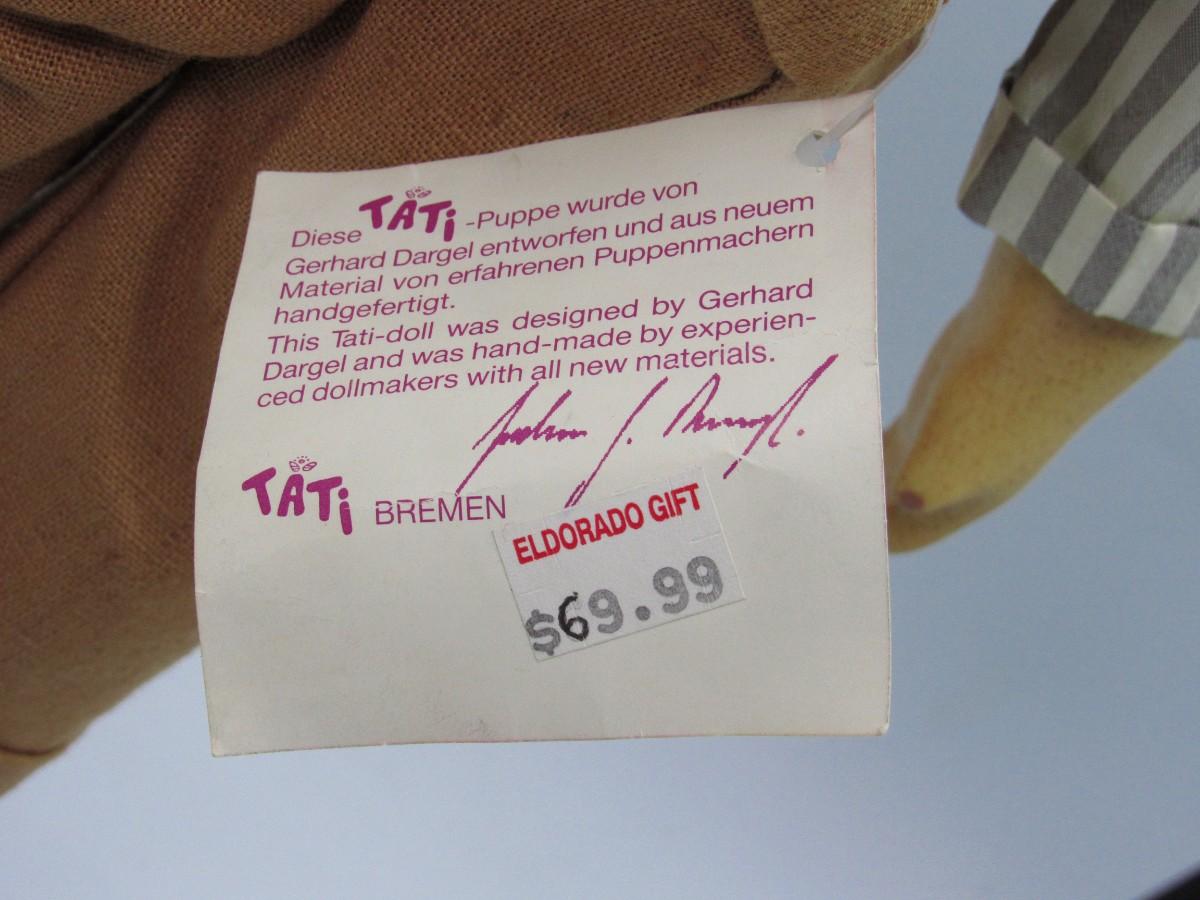 Diese TATi -Puppe wurde von
Gerhard Dargel entworfen und aus neuem
Material von erfahrenen Puppenmachern
handgefertigt.
This Tati-doll was designed by Gerhard
Dargel and was hand-made by experien-
ced dollmakers with all new materials.
TATi BREMEN
ELDORADO GIFT
$69.99